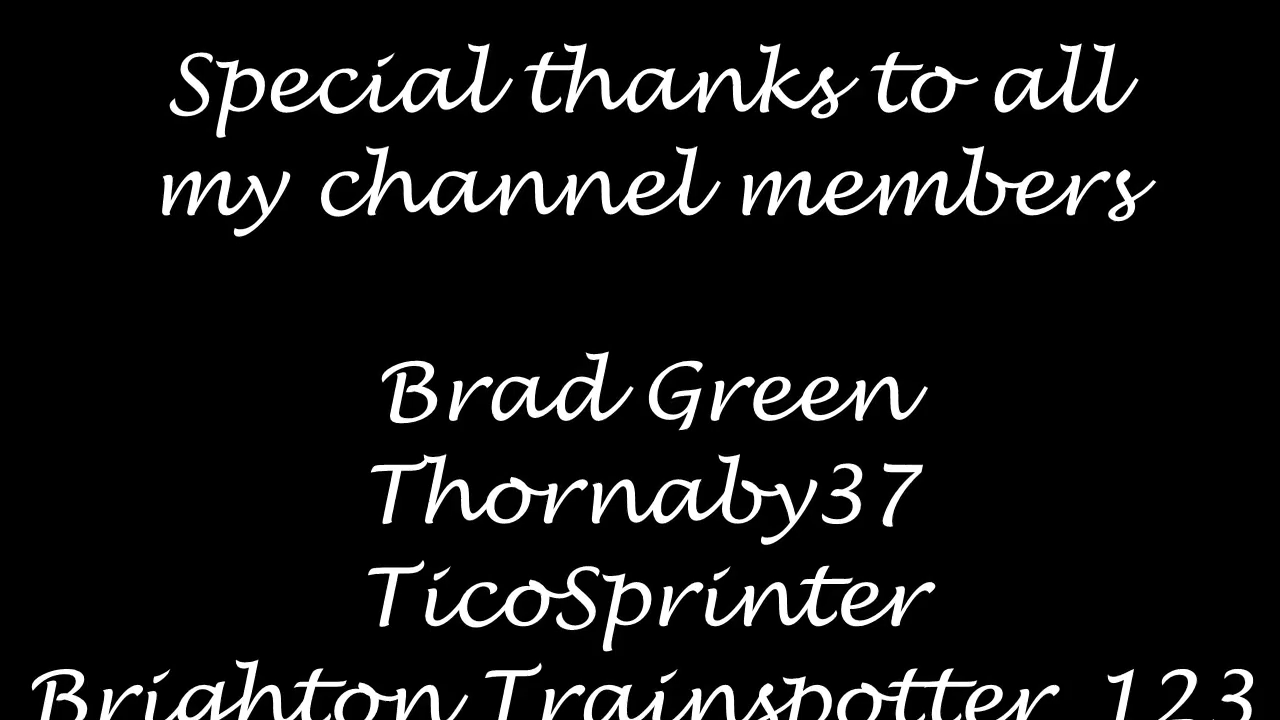 Special thanks to all
my channel members
Brad Green
Thornaby37
TicoSprinter
Brighton Trainspotter 123